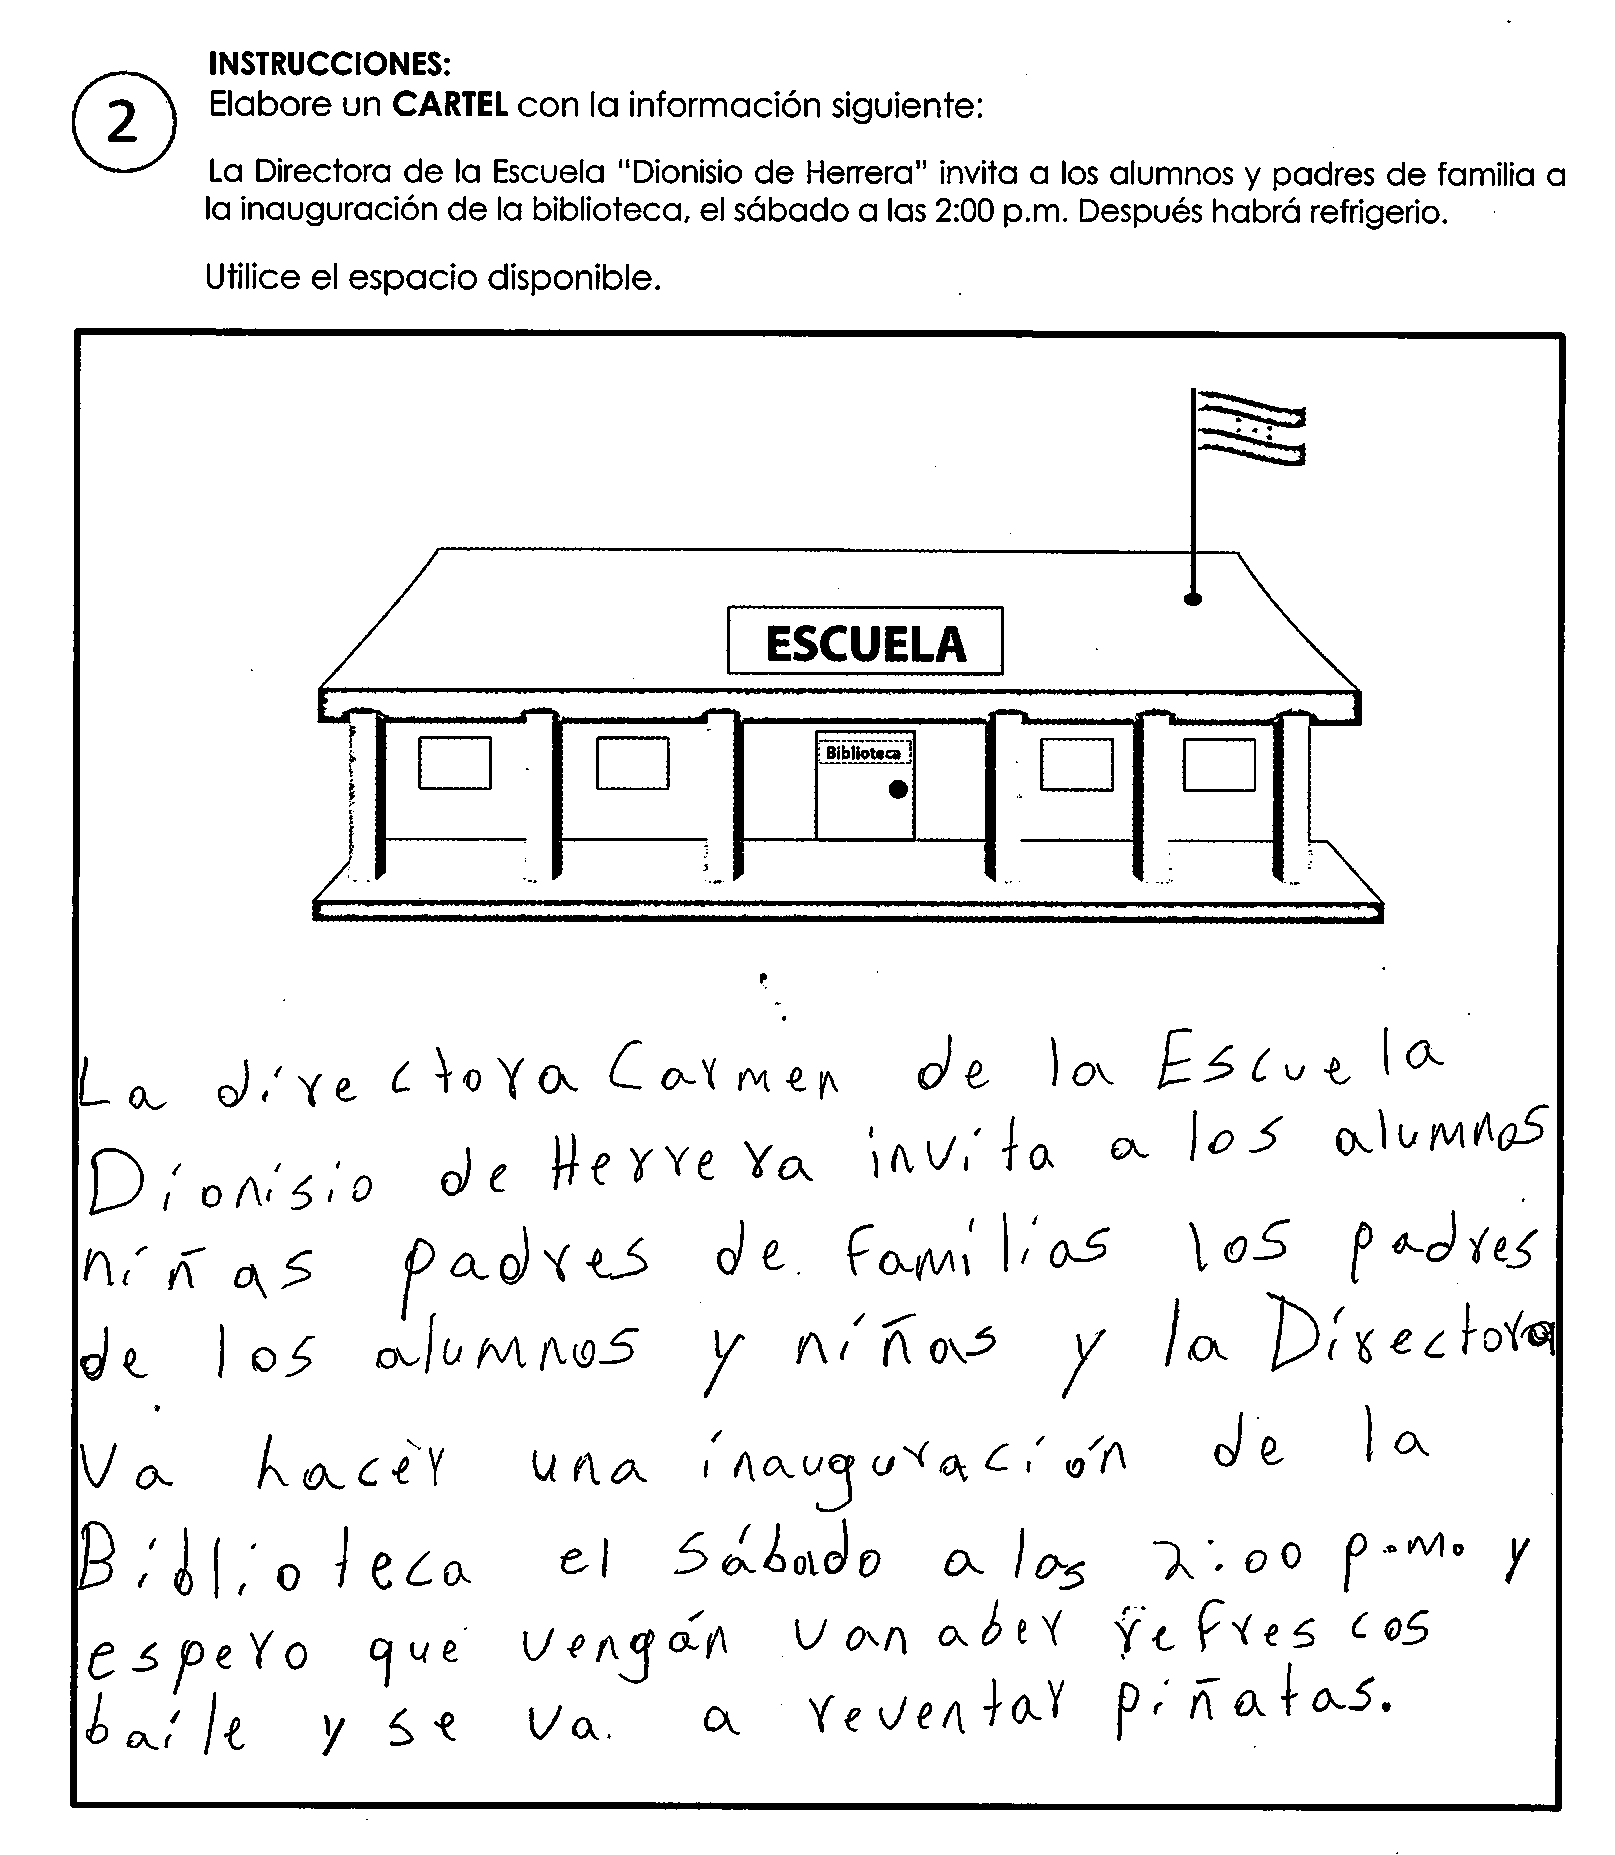 INSTRUCCIONES:
2
Elabore un CARTEL con la información siguiente:
La Directora de la Escuela "Dionisio de Herrera" invita a los alumnos y padres de familia a
la inauguración de la biblioteca, el sábado a las 2:00 p.m. Después habrá refrigerio.
Utilice el espacio disponible.
ESCUELA
Biblioteca
La directora Carmen de la Escuela
Dionisio de Herrera invita a los alumnos
niñas padres de familias los padres
de los alumnos y niñas y la Directora
va hacer una inauguración de la
Biblioteca el sábado a las 2:00 p.m. y
espero que vengán van aber refrescos
baile y se va a reventar piñatas.